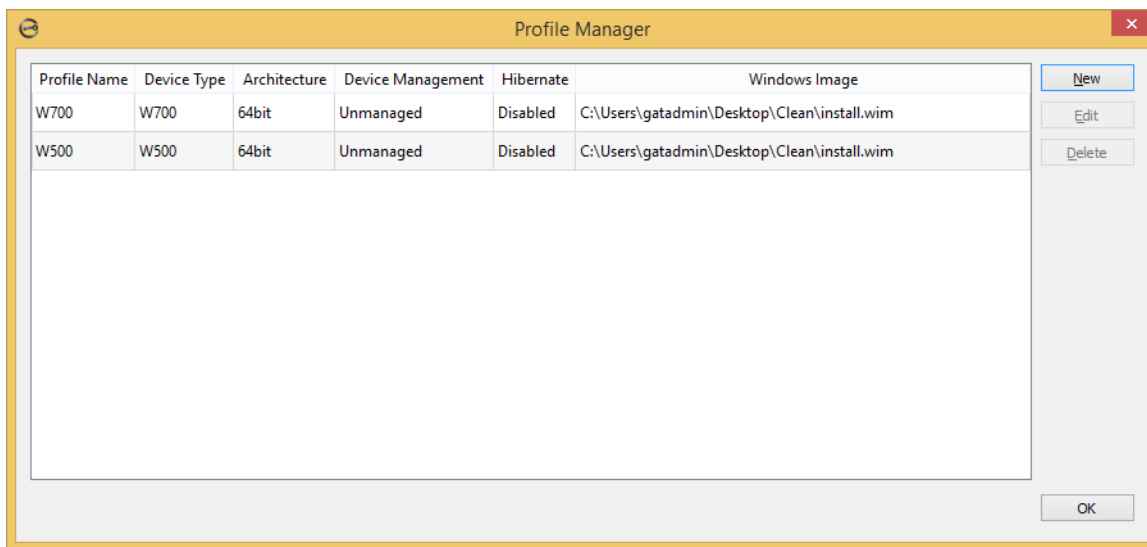 Profile Manager
Profile Name Device Type Architecture Device Management Hibernate Windows Image
W700 W700 64bit Unmanaged Disabled C:\Users\gatadmin\Desktop\Clean\install.wim
W500 W500 64bit Unmanaged Disabled C:\Users\gatadmin\Desktop\Clean\install.wim
New
Edit
Delete
OK